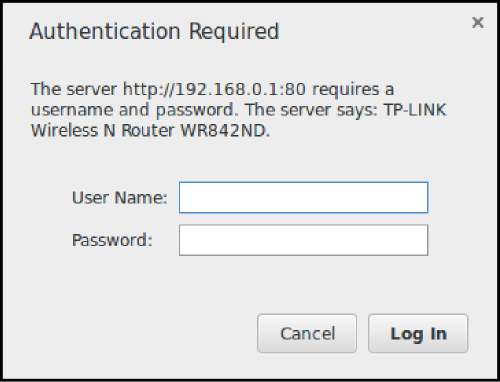 Authentication Required
The server http://192.168.0.1:80 requires a
username and password. The server says: TP-LINK
Wireless N Router WR842ND.
User Name:
Password:
Cancel
Log In